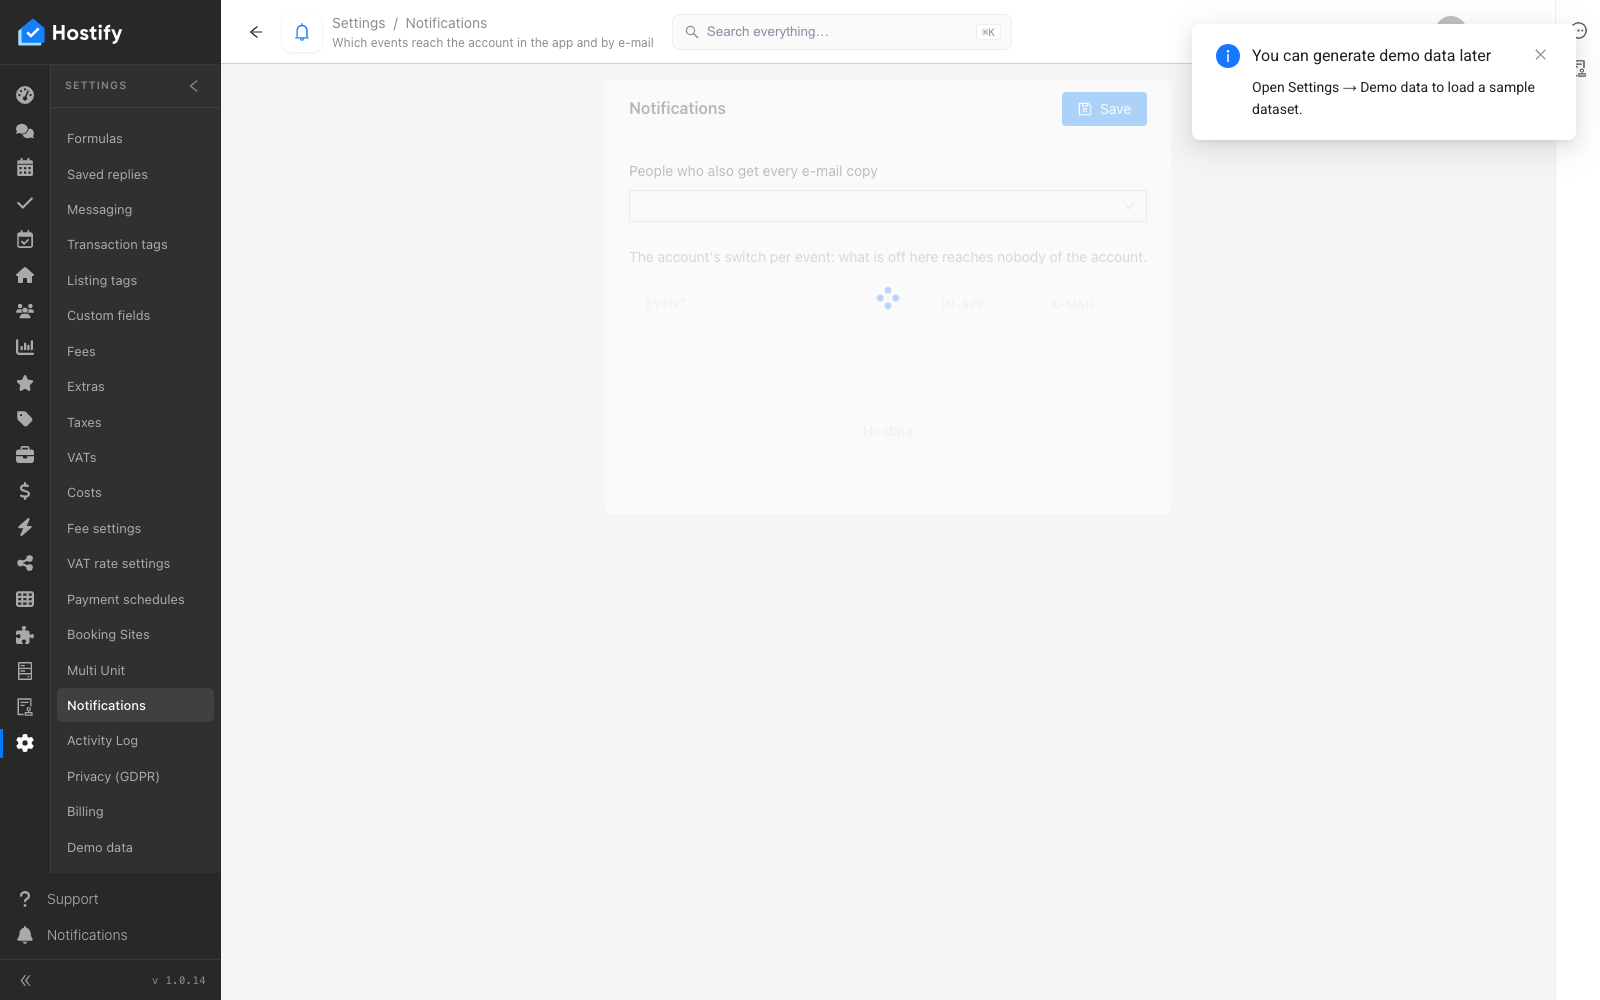 Hostify
Settings / Notifications
Which events reach the account in the app and by e-mail
Search everything...
⌘K
You can generate demo data later
Open Settings → Demo data to load a sample
dataset.
SETTINGS
Formulas
Saved replies
Messaging
Transaction tags
Listing tags
Custom fields
Fees
Extras
Taxes
VATs
Costs
Fee settings
VAT rate settings
Payment schedules
Booking Sites
Multi Unit
Notifications
Activity Log
Privacy (GDPR)
Billing
Demo data
Support
Notifications
v 1.0.14
Notifications
Save
People who also get every e-mail copy
The account's switch per event: what is off here reaches nobody of the account.
EVENT IN-APP E-MAIL
No data